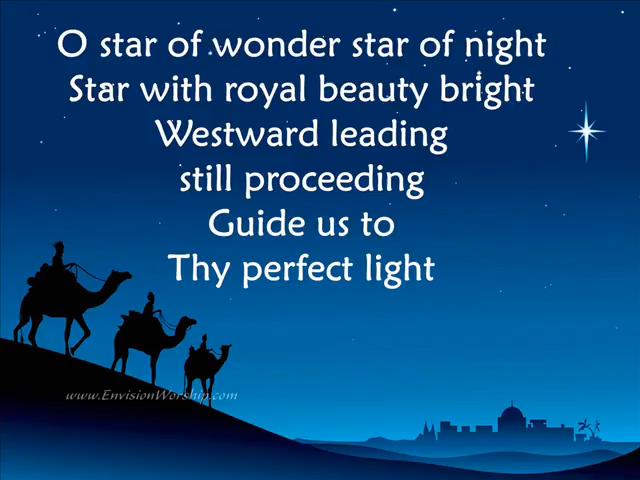 O star of wonder star of night
Star with royal beauty bright
Westward leading
still proceeding
Guide us to
Thy perfect light
www.EnvisionWorship.com